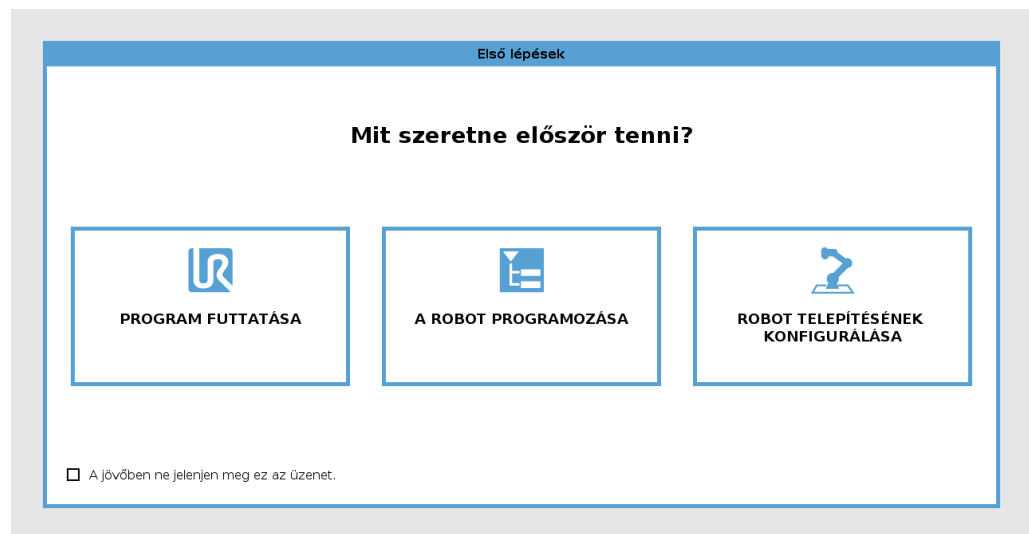 Első lépések
Mit szeretne először tenni?
PROGRAM FUTTATÁSA
A ROBOT PROGRAMOZÁSA
ROBOT TELEPÍTÉSÉNEK
KONFIGURÁLÁSA
A jövőben ne jelenjen meg ez az üzenet.